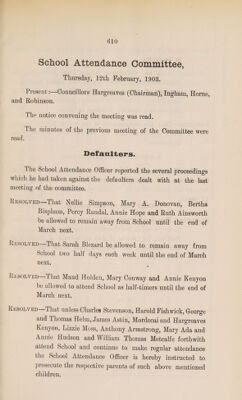 610
School Attendance Committee,
Thursday, 12th February, 1903.
Present :—Councillors Hargreaves (Chairman), Ingham, Horne,
and Robinson.
The notice convening the meeting was read.
The minutes of the previous meeting of the Committee were
read.
Defaulters.
The School Attendance Officer reported the several proceedings
which he had taken against the defaulters dealt with at the last
meeting of the committee.
Resolved—That Nellie Simpson, Mary A. Donovan, Bertha
Bispham, Percy Randal, Annie Hope and Ruth Ainsworth
be allowed to remain away from School until the end of
March next.
Resolved—That Sarah Blezard be allowed to remain away from
School two half days each week until the end of March
next.
Resolved—That Maud Holden, Mary Conway and Annie Kenyon
be allowed to attend School as half-timers until the end of
March next.
Resolved—That unless Charles Stevenson, Harold Fishwick, George
and Thomas Helm, James Astin, Mordecai and Hargreaves
Kenyon, Lizzie Moss, Anthony Armstrong, Mary Ada and
Annie Hudson and William Thomas Metcalfe forthwith
attend School and continue to make regular attendance
the School Attendance Officer is hereby instructed to
prosecute the respective parents of such above mentioned
children.